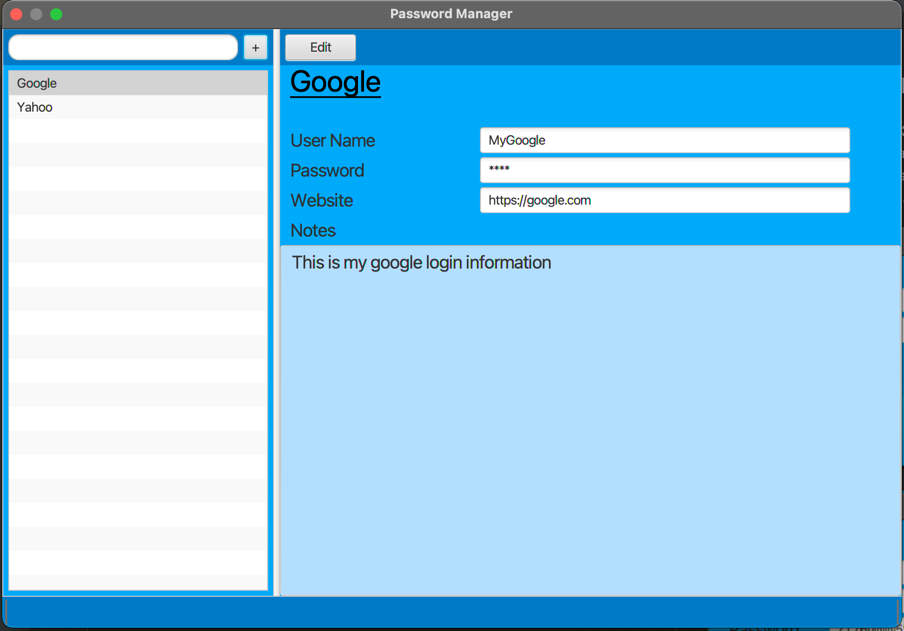 Password Manager
+
Edit
Google
Yahoo
Google
User Name
MyGoogle
Password
****
Website
https://google.com
Notes
This is my google login information